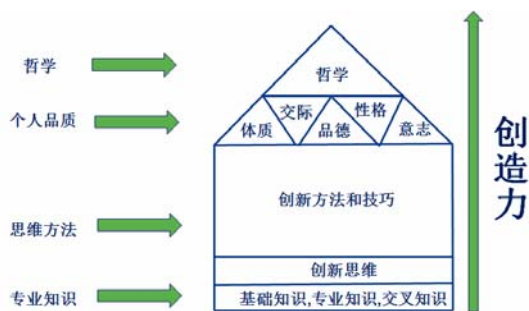 哲学
哲学
个人品质
体质
交际
品德
性格
意志
创造力
创新方法和技巧
思维方法
创新思维
专业知识
基础知识,专业知识,交叉知识